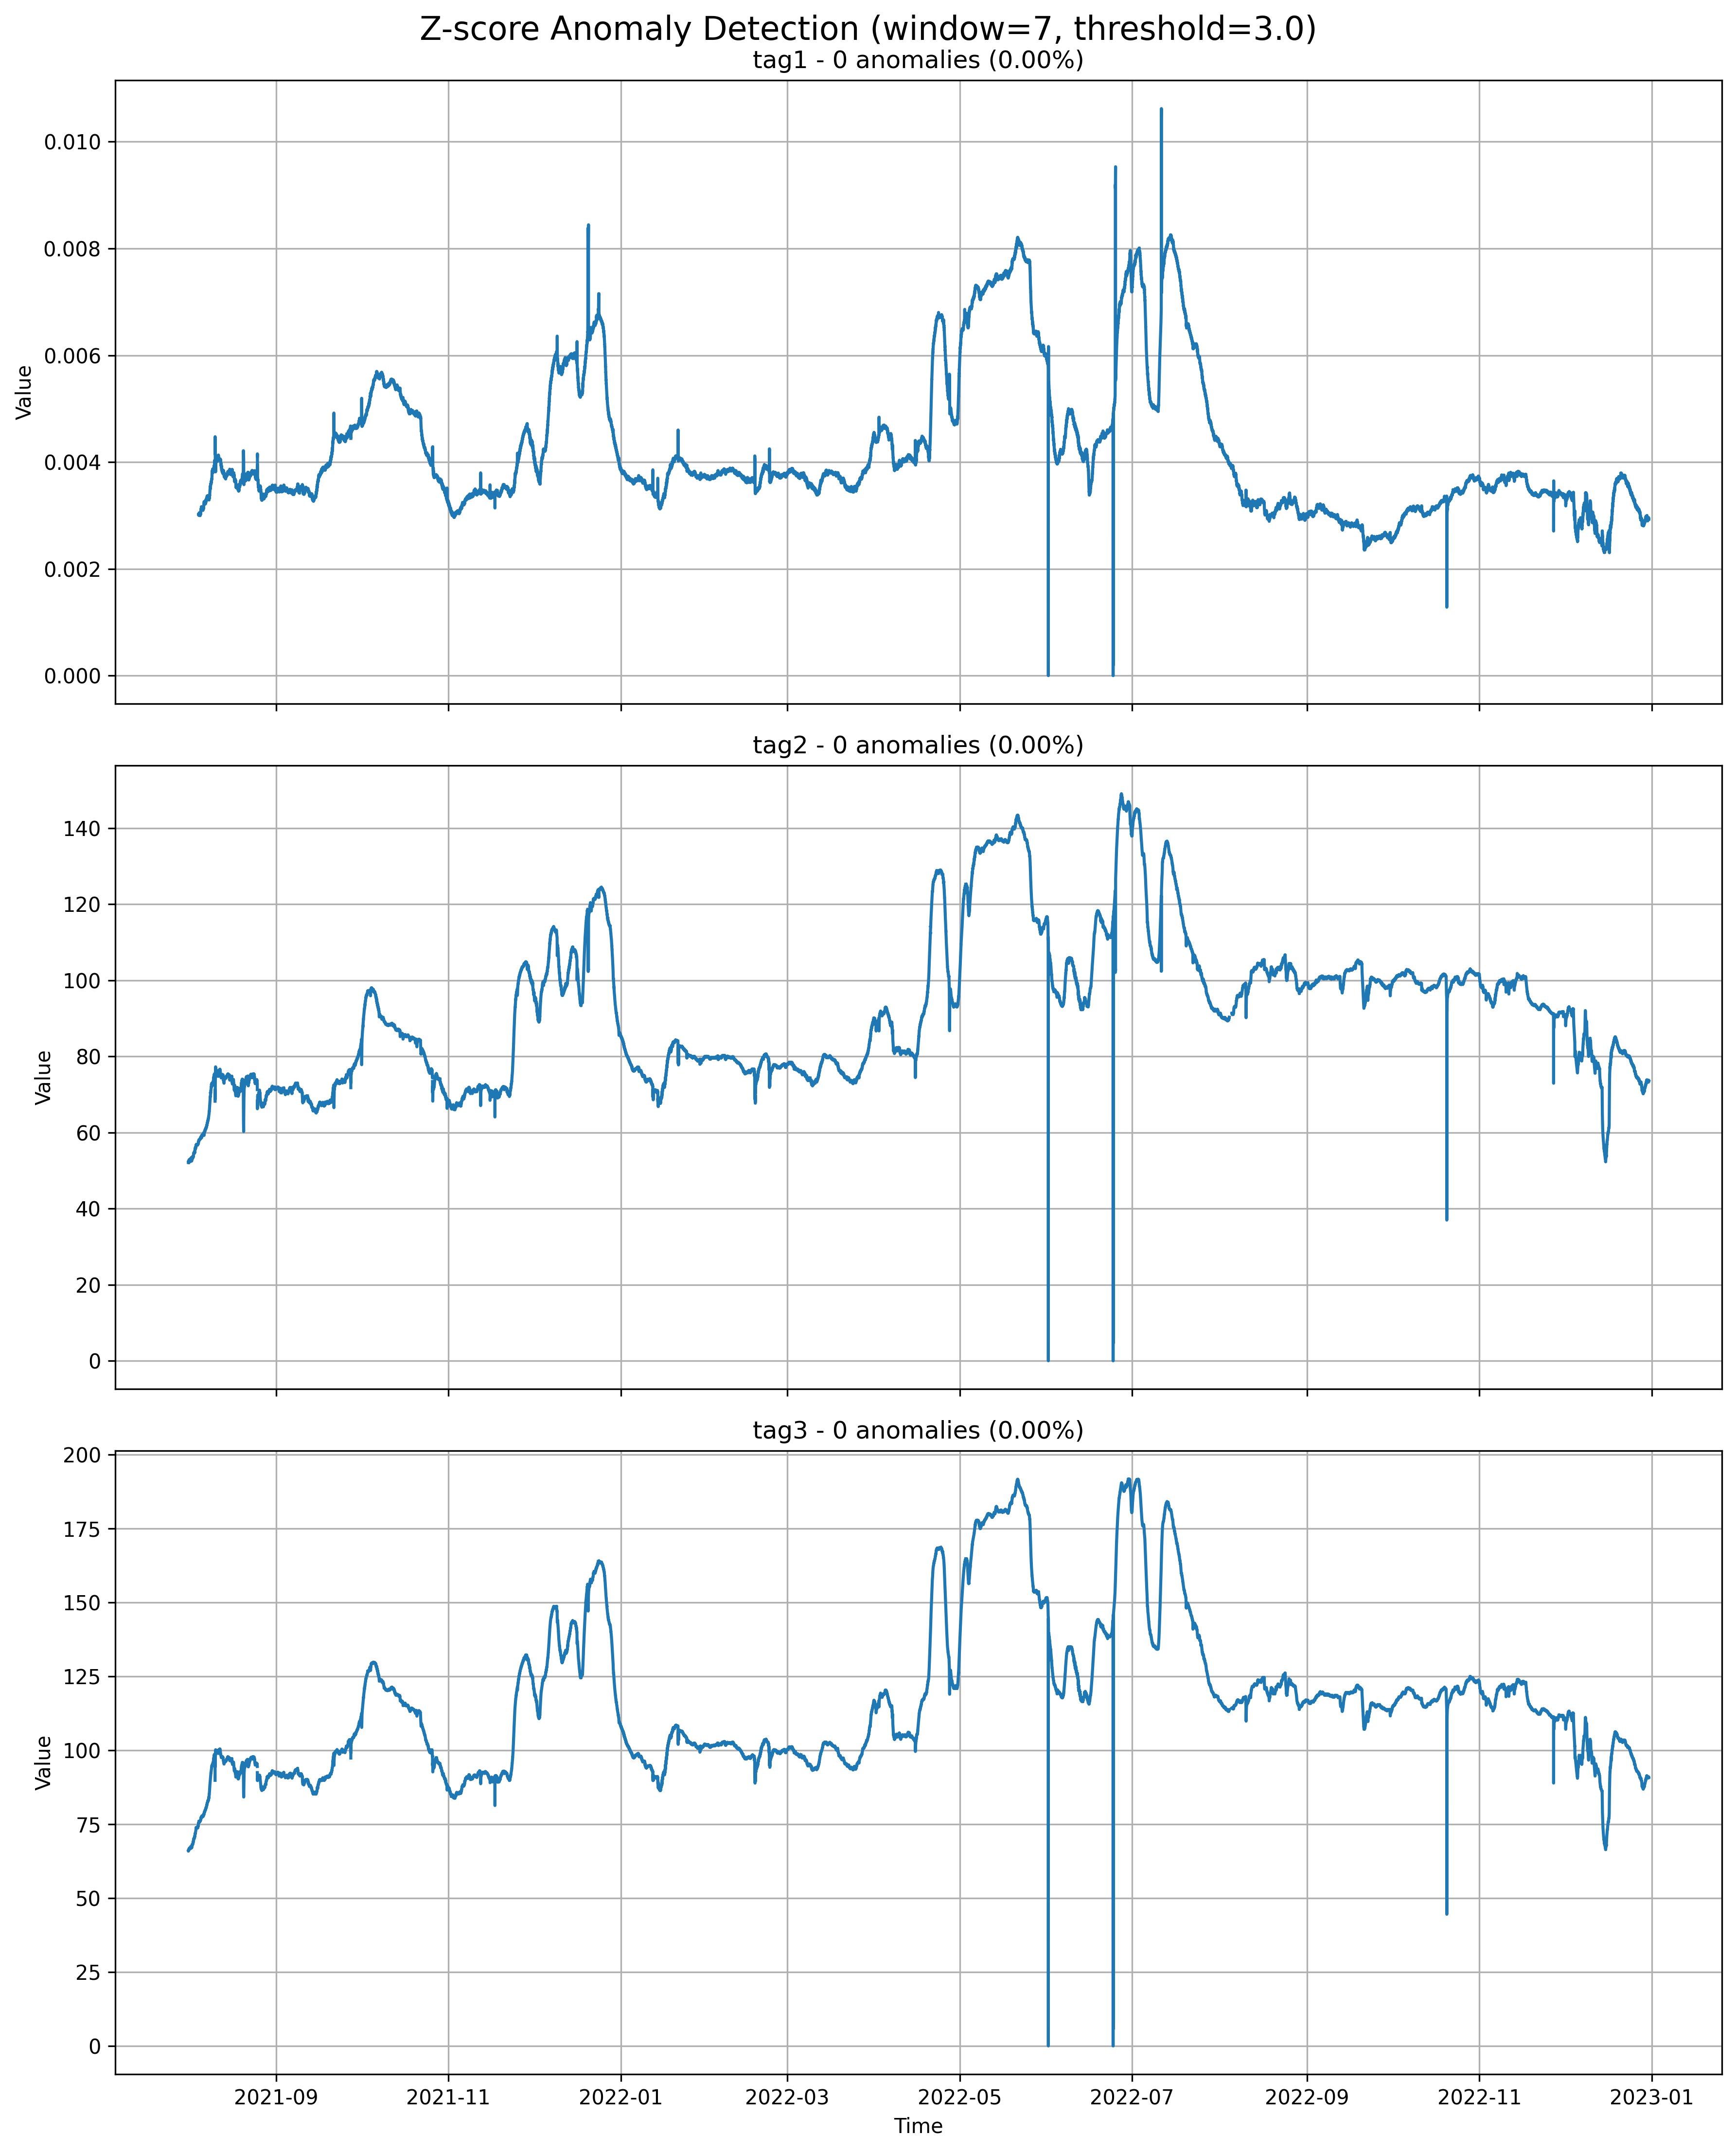 Z-score Anomaly Detection (window=7, threshold=3.0)
tag1 - 0 anomalies (0.00%)
0.010
0.008
0.006
0.004
0.002
0.000
Value
tag2 - 0 anomalies (0.00%)
140
120
100
80
60
40
20
0
Value
tag3 - 0 anomalies (0.00%)
200
175
150
125
100
75
50
25
0
Value
2021-09 2021-11 2022-01 2022-03 2022-05 2022-07 2022-09 2022-11 2023-01
Time